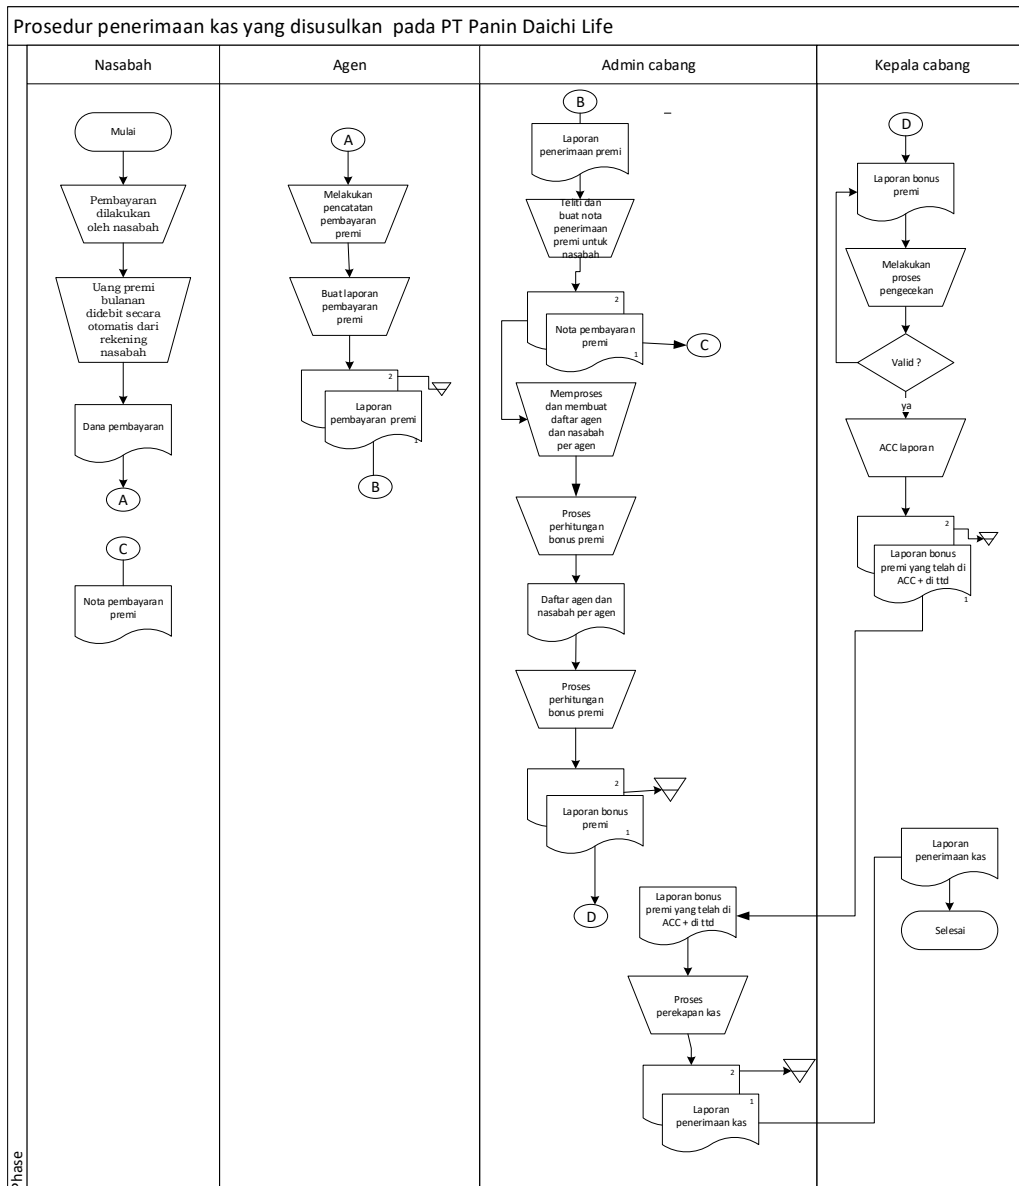 Prosedur penerimaan kas yang disusulkan pada PT Panin Daichi Life
Nasabah
Agen
Admin cabang
Kepala cabang
Mulai
Pembayaran
dilakukan
oleh nasabah
Uang premi
bulanan
didebit secara
otomatis dari
rekening
nasabah
Dana pembayaran
A
C
Nota pembayaran
premi
A
Melakukan
pencatatan
pembayaran
premi
Buat laporan
pembayaran
premi
2
Laporan
pembayaran premi
1
B
B
Laporan
penerimaan premi
Teliti dan
buat nota
penerimaan
premi untuk
nasabah
2
Nota pembayaran
premi
1
C
Memproses
dan membuat
daftar agen
dan nasabah
per agen
Proses
perhitungan
bonus premi
Daftar agen dan
nasabah per agen
Proses
perhitungan
bonus premi
2
Laporan bonus
premi
1
D
Laporan bonus
premi yang telah di
ACC + di ttd
Proses
perekapan kas
2
1
Laporan
penerimaan kas
D
Laporan bonus
premi
Melakukan
proses
pengecekan
Valid ?
ya
ACC laporan
2
Laporan bonus
premi yang telah di
ACC + di ttd
1
Laporan
penerimaan kas
Selesai
Phase